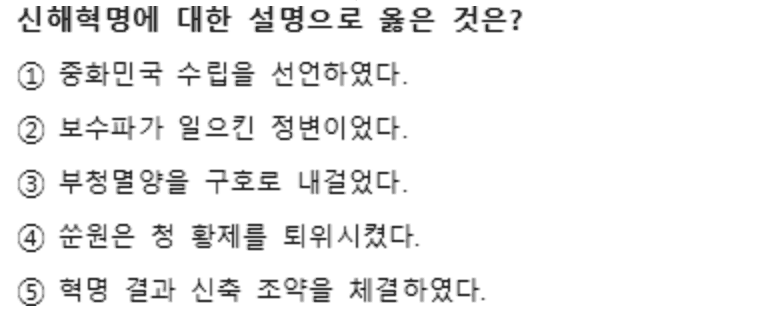 신해혁명에 대한 설명으로 옳은 것은?
① 중화민국 수립을 선언하였다.
② 보수파가 일으킨 정변이었다.
③ 부청멸양을 구호로 내걸었다.
④ 쑨원은 청 황제를 퇴위시켰다.
⑤ 혁명 결과 신축 조약을 체결하였다.